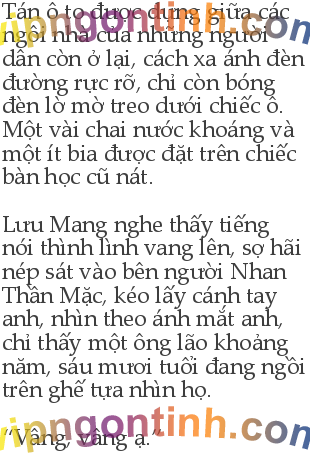 Tán ô to được dựng giữa các
ngôi nhà của những người
dân còn ở lại, cách xa ánh đèn
đường rực rỡ, chỉ còn bóng
đèn lờ mờ treo dưới chiếc ô.
Một vài chai nước khoáng và
một ít bia được đặt trên chiếc
bàn học cũ nát.
Lưu Mang nghe thấy tiếng
nói thình lình vang lên, sợ hãi
nép sát vào bên người Nhan
Thần Mặc, kéo lấy cánh tay
anh, nhìn theo ánh mắt anh,
chỉ thấy một ông lão khoảng
năm, sáu mươi tuổi đang ngồi
trên ghế tựa nhìn họ.
“Vâng, vâng ạ.”
vipngontinh.com
vipngontinh.com